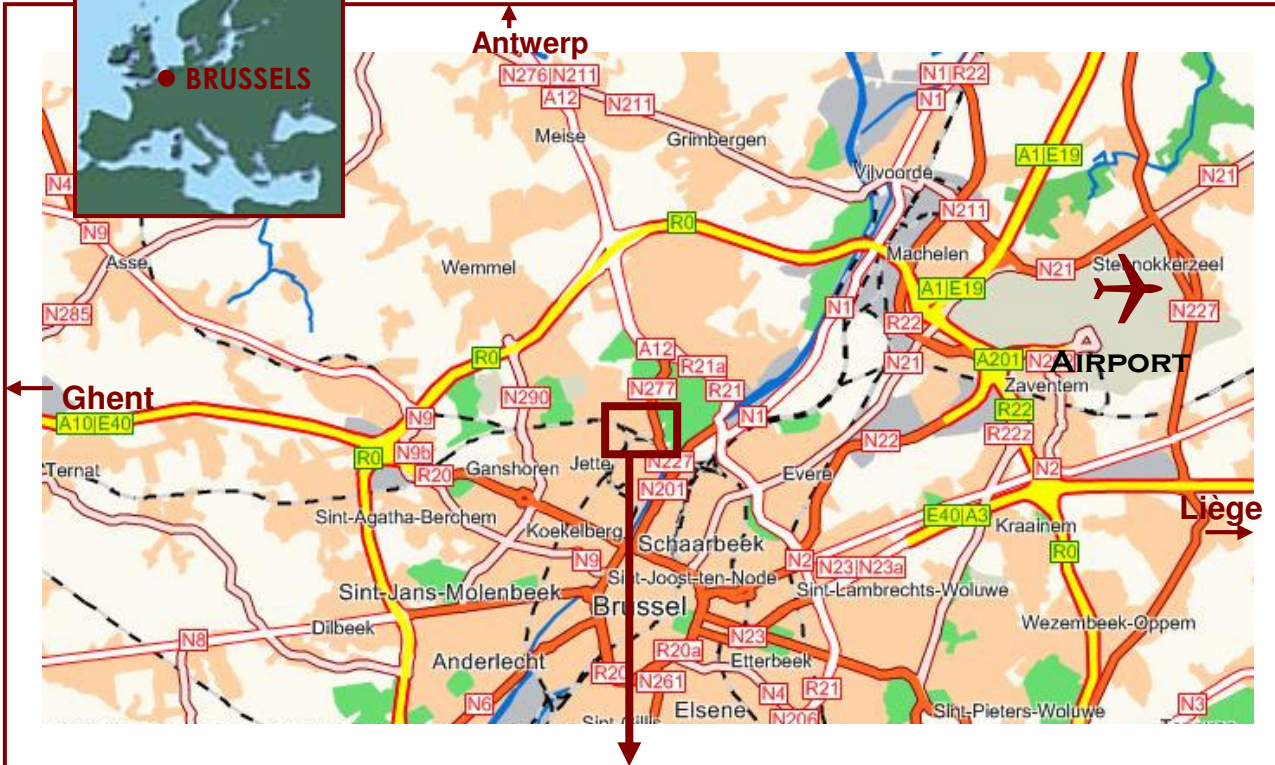 BRUSSELS
Antwerp
N276|N211
A12
N211
N1|R22
N1
Meise
Grimbergen
A1|E19
Vilvoorde
N21
N4
N9
R0
N211
Asse
Wemmel
Machelen
N21
A1|E19
N285
N1
R22
N227
R0
A12
R21a
N21
A201
AIRPORT
N277
R21
Zaventem
Ghent
N290
A10|E40
N9
N1
R22
R22z
N9b
N22
R0
R20
Ganshoren
Jette
N227
Evere
N2
Ternat
N201
Liège
Sint-Agatha-Berchem
E40|A3
Kraainem
Koekelberg
Schaarbeek
R0
N9
N2
N23|N23a
Sint-Joost-ten-Node
Sint-Jans-Molenbeek
Brussel
Sint-Lambrechts-Woluwe
Dilbeek
N8
N23
Wezembeek-Oppem
Anderlecht
R20a
Etterbeek
R20
N261
N6
N4
R21
N3
Elsene
N206
Sint-Pieters-Woluwe